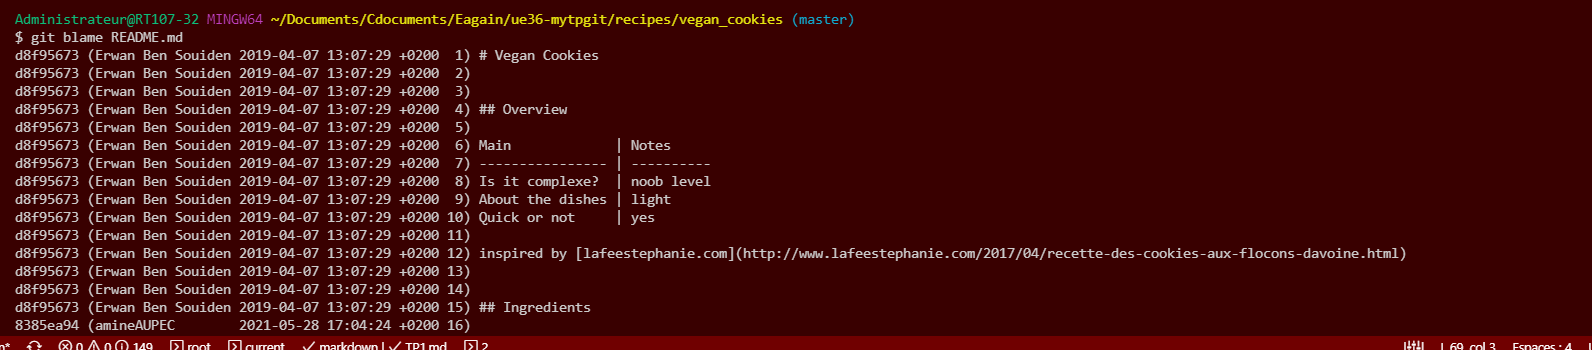 Administrateur@RT107-32 MINGW64 ~/Documents/Cdocuments/Eagain/ue36-mytpgit/recipes/vegan_cookies (master)
$ git blame README.md
d8f95673 (Erwan Ben Souiden 2019-04-07 13:07:29 +0200  1) # Vegan Cookies
d8f95673 (Erwan Ben Souiden 2019-04-07 13:07:29 +0200  2)
d8f95673 (Erwan Ben Souiden 2019-04-07 13:07:29 +0200  3)
d8f95673 (Erwan Ben Souiden 2019-04-07 13:07:29 +0200  4) ## Overview
d8f95673 (Erwan Ben Souiden 2019-04-07 13:07:29 +0200  5)
d8f95673 (Erwan Ben Souiden 2019-04-07 13:07:29 +0200  6) Main             | Notes
d8f95673 (Erwan Ben Souiden 2019-04-07 13:07:29 +0200  7) ---------------- | ----------
d8f95673 (Erwan Ben Souiden 2019-04-07 13:07:29 +0200  8) Is it complexe?  | noob level
d8f95673 (Erwan Ben Souiden 2019-04-07 13:07:29 +0200  9) About the dishes | light
d8f95673 (Erwan Ben Souiden 2019-04-07 13:07:29 +0200 10) Quick or not     | yes
d8f95673 (Erwan Ben Souiden 2019-04-07 13:07:29 +0200 11)
d8f95673 (Erwan Ben Souiden 2019-04-07 13:07:29 +0200 12) inspired by [lafeestephanie.com](http://www.lafeestephanie.com/2017/04/recette-des-cookies-aux-flocons-davoine.html)
d8f95673 (Erwan Ben Souiden 2019-04-07 13:07:29 +0200 13)
d8f95673 (Erwan Ben Souiden 2019-04-07 13:07:29 +0200 14)
d8f95673 (Erwan Ben Souiden 2019-04-07 13:07:29 +0200 15) ## Ingredients
8385ea94 (amineAUPEC        2021-05-28 17:04:24 +0200 16)
0 0 149 root current markdown | TP1.md 2 L 69, col 3 Espaces : 4